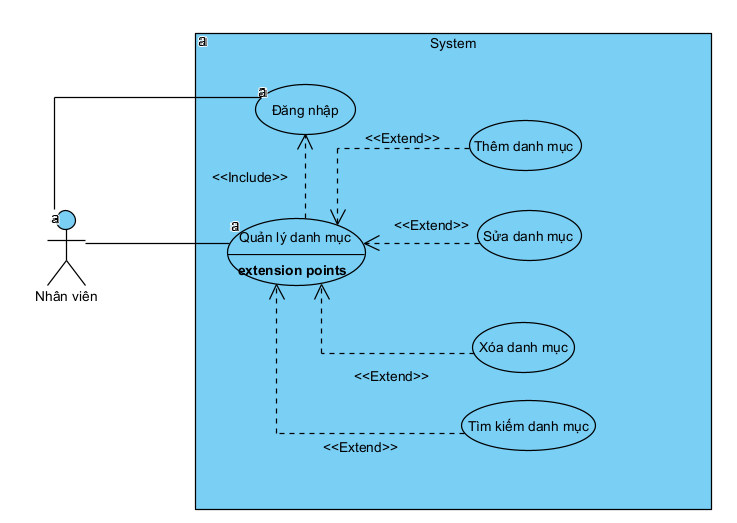 a
System
a
Đăng nhập
<<Extend>>
Thêm danh mục
<<Include>>
a
a
<<Extend>>
Quản lý danh mục
Sửa danh mục
extension points
Nhân viên
Xóa danh mục
<<Extend>>
Tìm kiếm danh mục
<<Extend>>